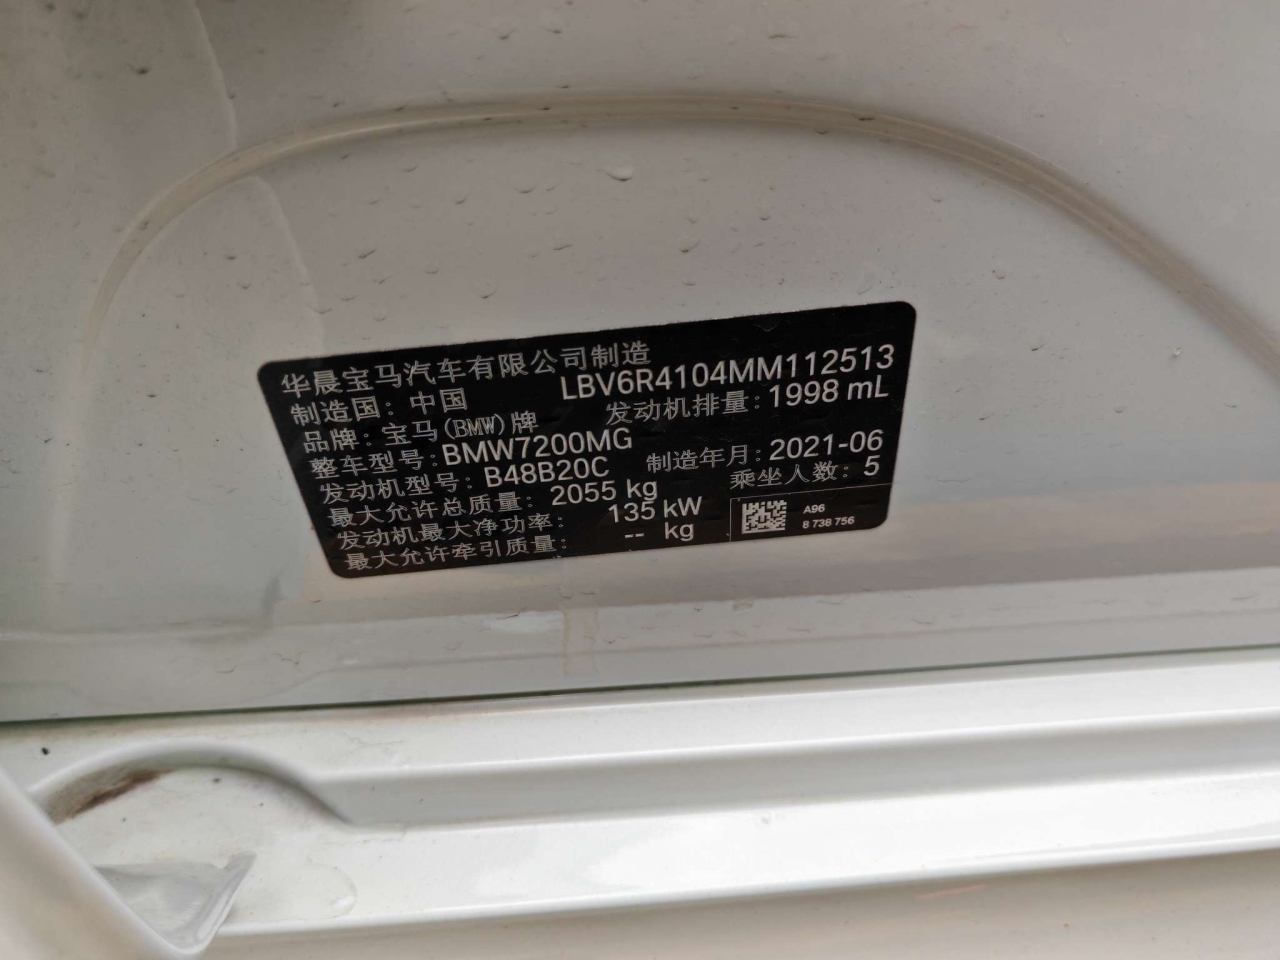 华晨宝马汽车有限公司制造
制造国：中国 LBV6R4104MM112513
品牌：宝马(BMW)牌 发动机排量：1998 mL
整车型号：BMW7200MG
发动机型号：B48B20C 制造年月：2021-06
最大允许总质量：2055 kg 乘坐人数：5
发动机最大净功率： 135 kW
最大允许牵引质量： -- kg
A96
8 738 756